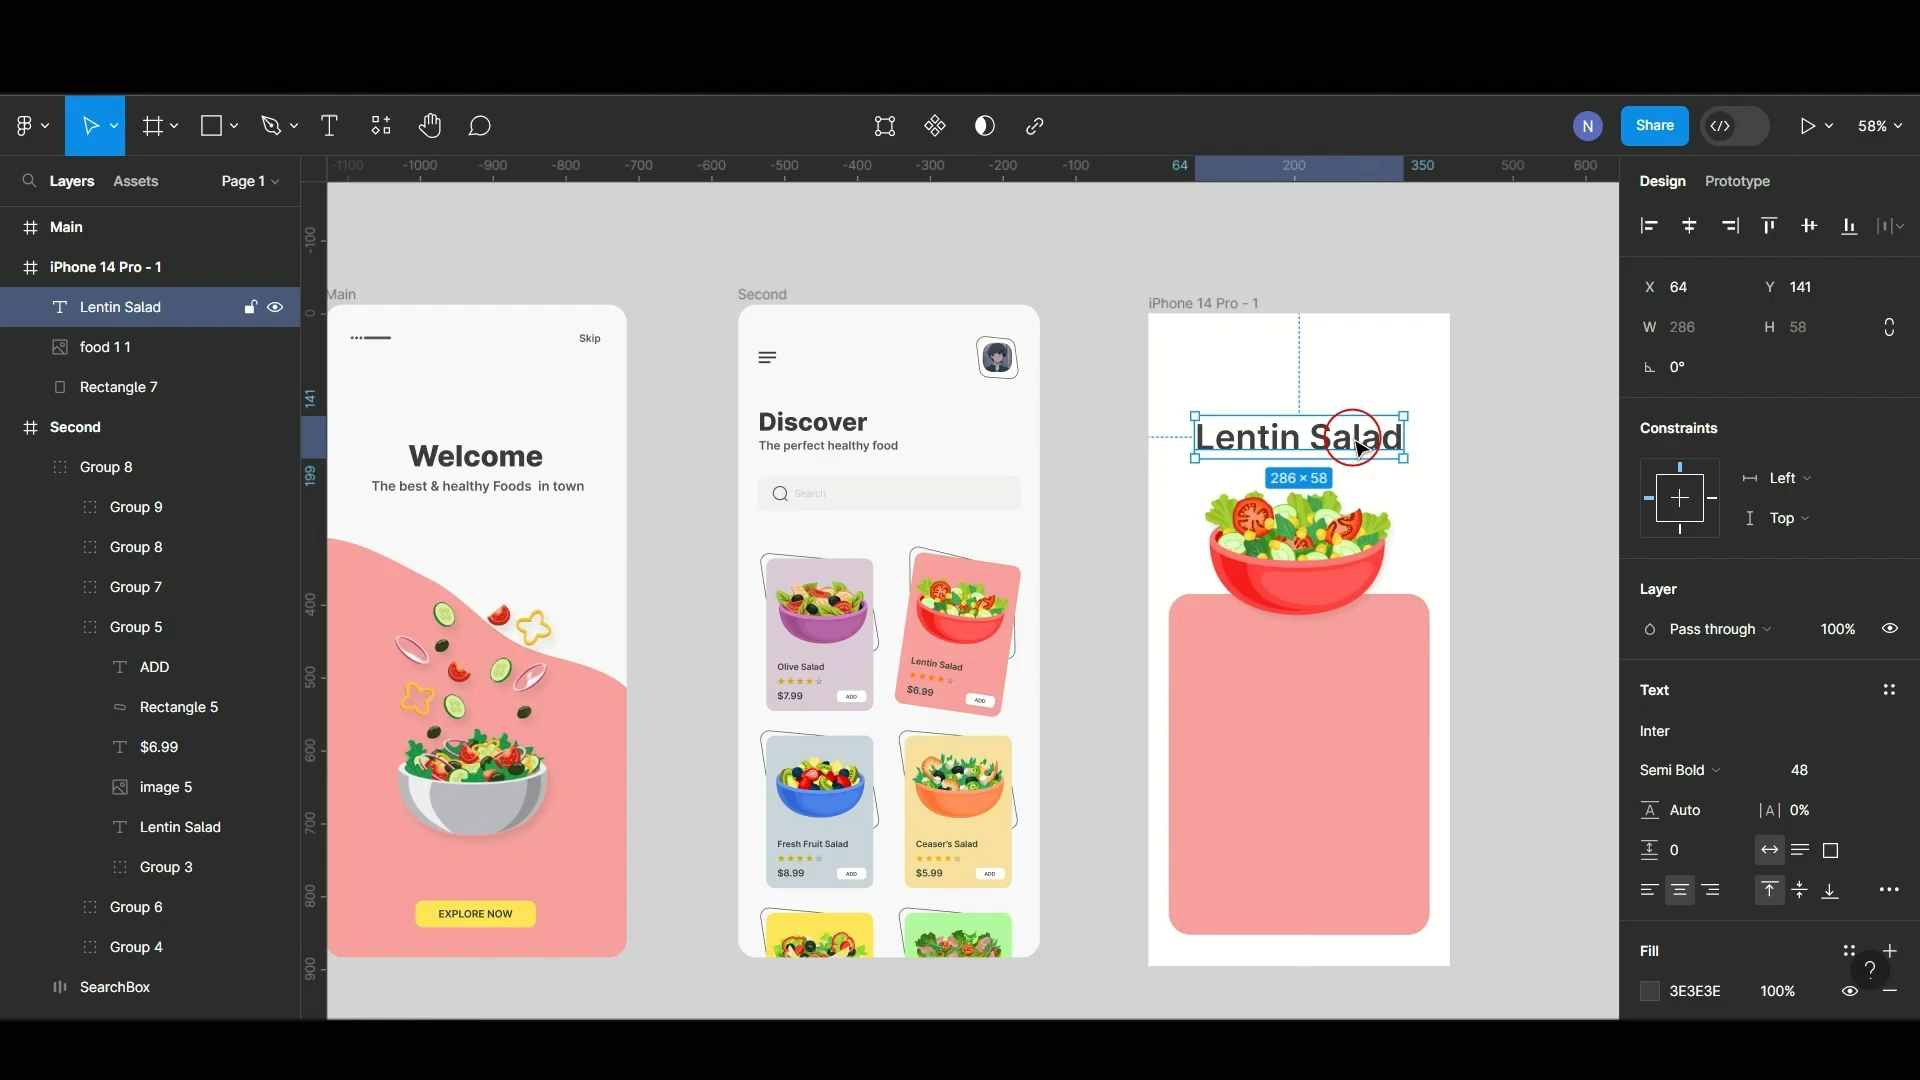 N
Share
58%
Layers
Assets
Page 1
-1100
-1000
-900
-800
-700
-600
-500
-400
-300
-200
-100
64
200
350
500
600
Design
Prototype
Main
iPhone 14 Pro - 1
Lentin Salad
food 1 1
Rectangle 7
Second
Group 8
Group 9
Group 8
Group 7
Group 5
ADD
Rectangle 5
$6.99
image 5
Lentin Salad
Group 3
Group 6
Group 4
SearchBox
-100
0
141
199
400
500
600
700
800
900
Main
Skip
Welcome
The best & healthy Foods in town
EXPLORE NOW
Second
Discover
The perfect healthy food
Search
Olive Salad
$7.99
ADD
Lentin Salad
$6.99
ADD
Fresh Fruit Salad
$8.99
ADD
Ceaser's Salad
$5.99
ADD
iPhone 14 Pro - 1
Lentin Salad
286 × 58
X 64
Y 141
W 286
H 58
0°
Constraints
Left
Top
Layer
Pass through
100%
Text
Inter
Semi Bold
48
Auto
|A| 0%
0
Fill
3E3E3E
100%
?